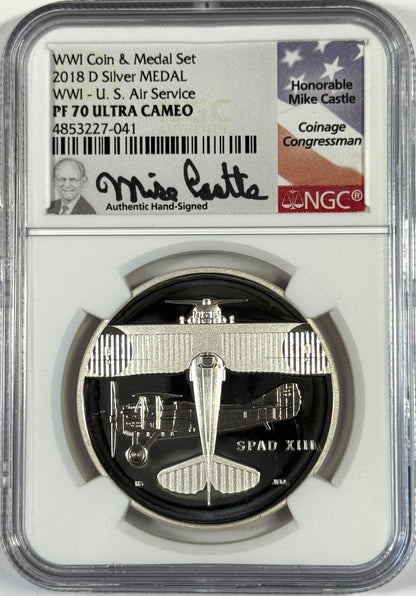 WWI Coin & Medal Set
2018 D Silver MEDAL
WWI - U. S. Air Service
PF 70 ULTRA CAMEO
4853227-041
Mike Castle
Authentic Hand-Signed
Honorable
Mike Castle
Coinage
Congressman
NGC®
SPAD XIII